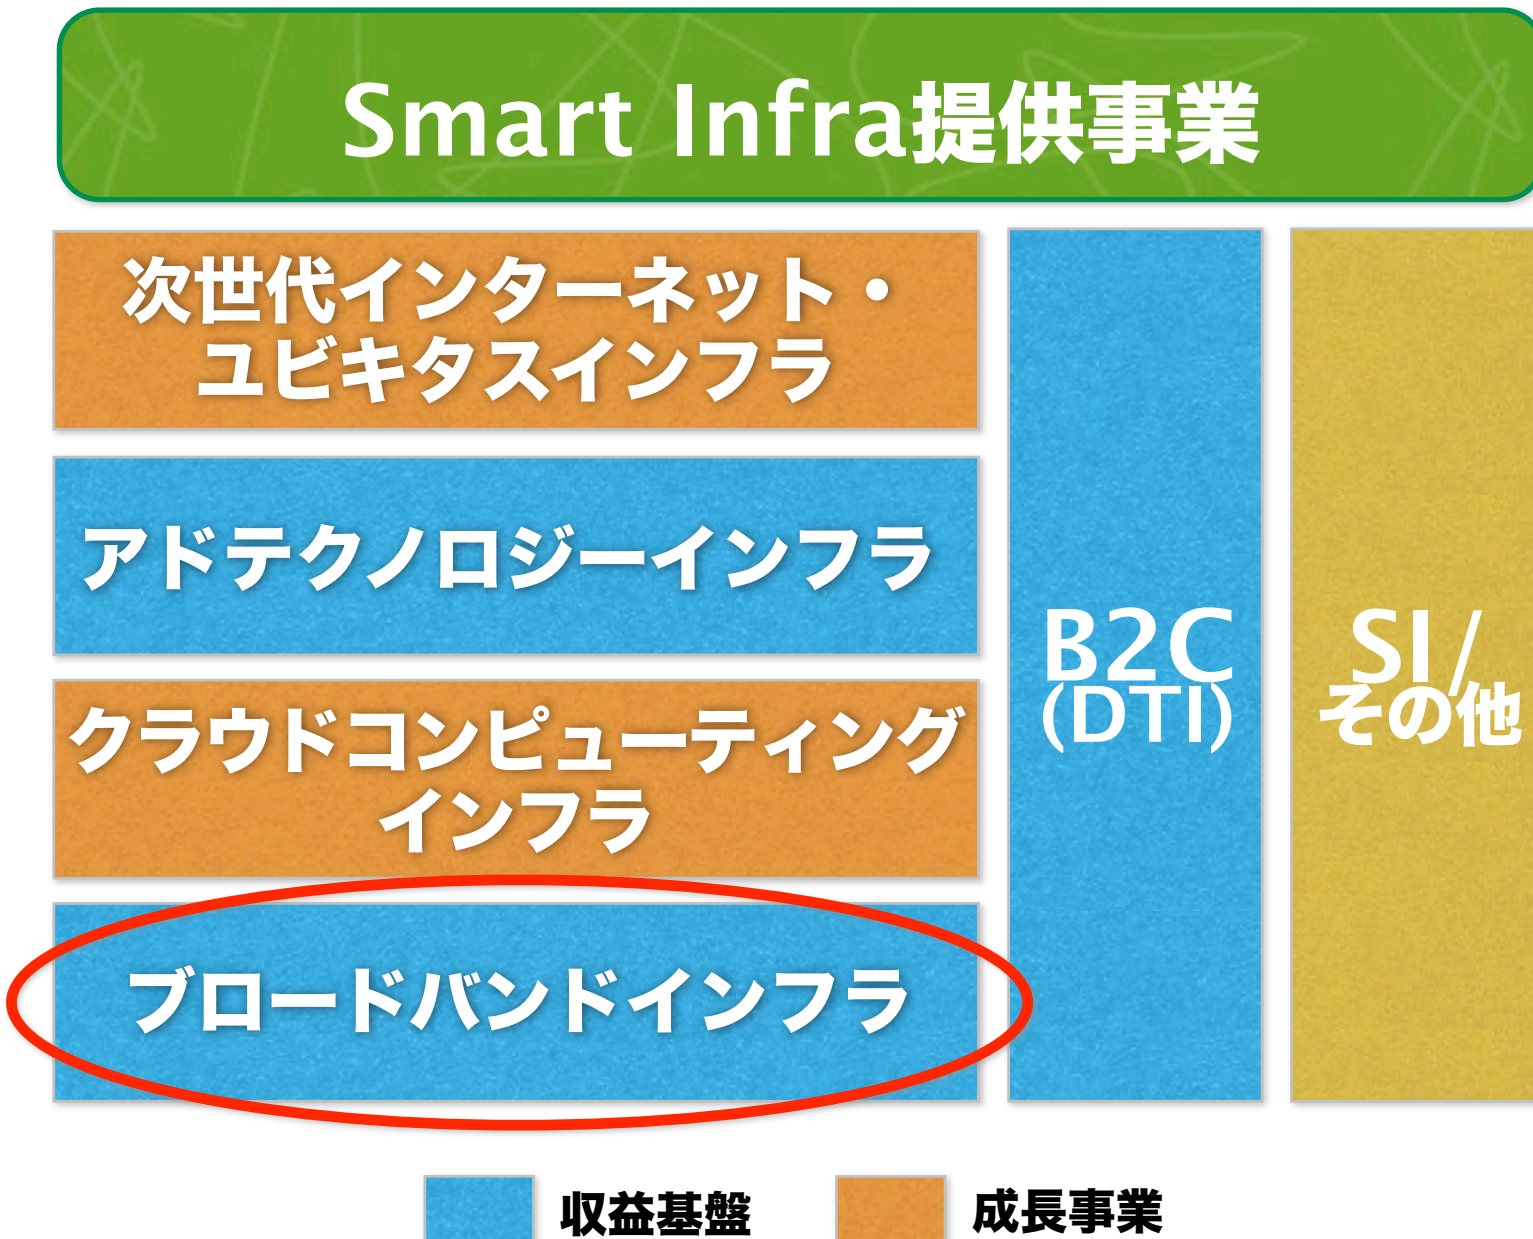 Smart Infra提供事業
次世代インターネット・
ユビキタスインフラ
アドテクノロジーインフラ
クラウドコンピューティング
インフラ
ブロードバンドインフラ
B2C
(DTI)
SI/
その他
収益基盤
成長事業